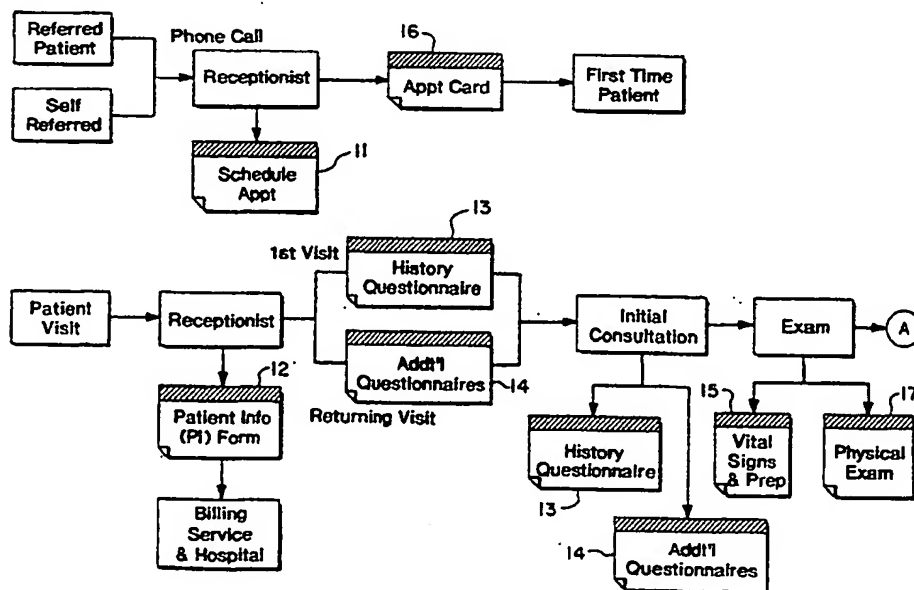 Referred
Patient
Phone Call
Receptionist
16
Appt Card
First Time
Patient
Self
Referred
11
Schedule
Appt
13
1st Visit
History
Questionnaire
Patient
Visit
Receptionist
Initial
Consultation
Exam
A
12
Addt'l
Questionnaires
14
Returning Visit
Patient Info
(PI) Form
15
17
History
Questionnaire
13
Vital
Signs
& Prep
Physical
Exam
Billing
Service
& Hospital
14
Addt'l
Questionnaires